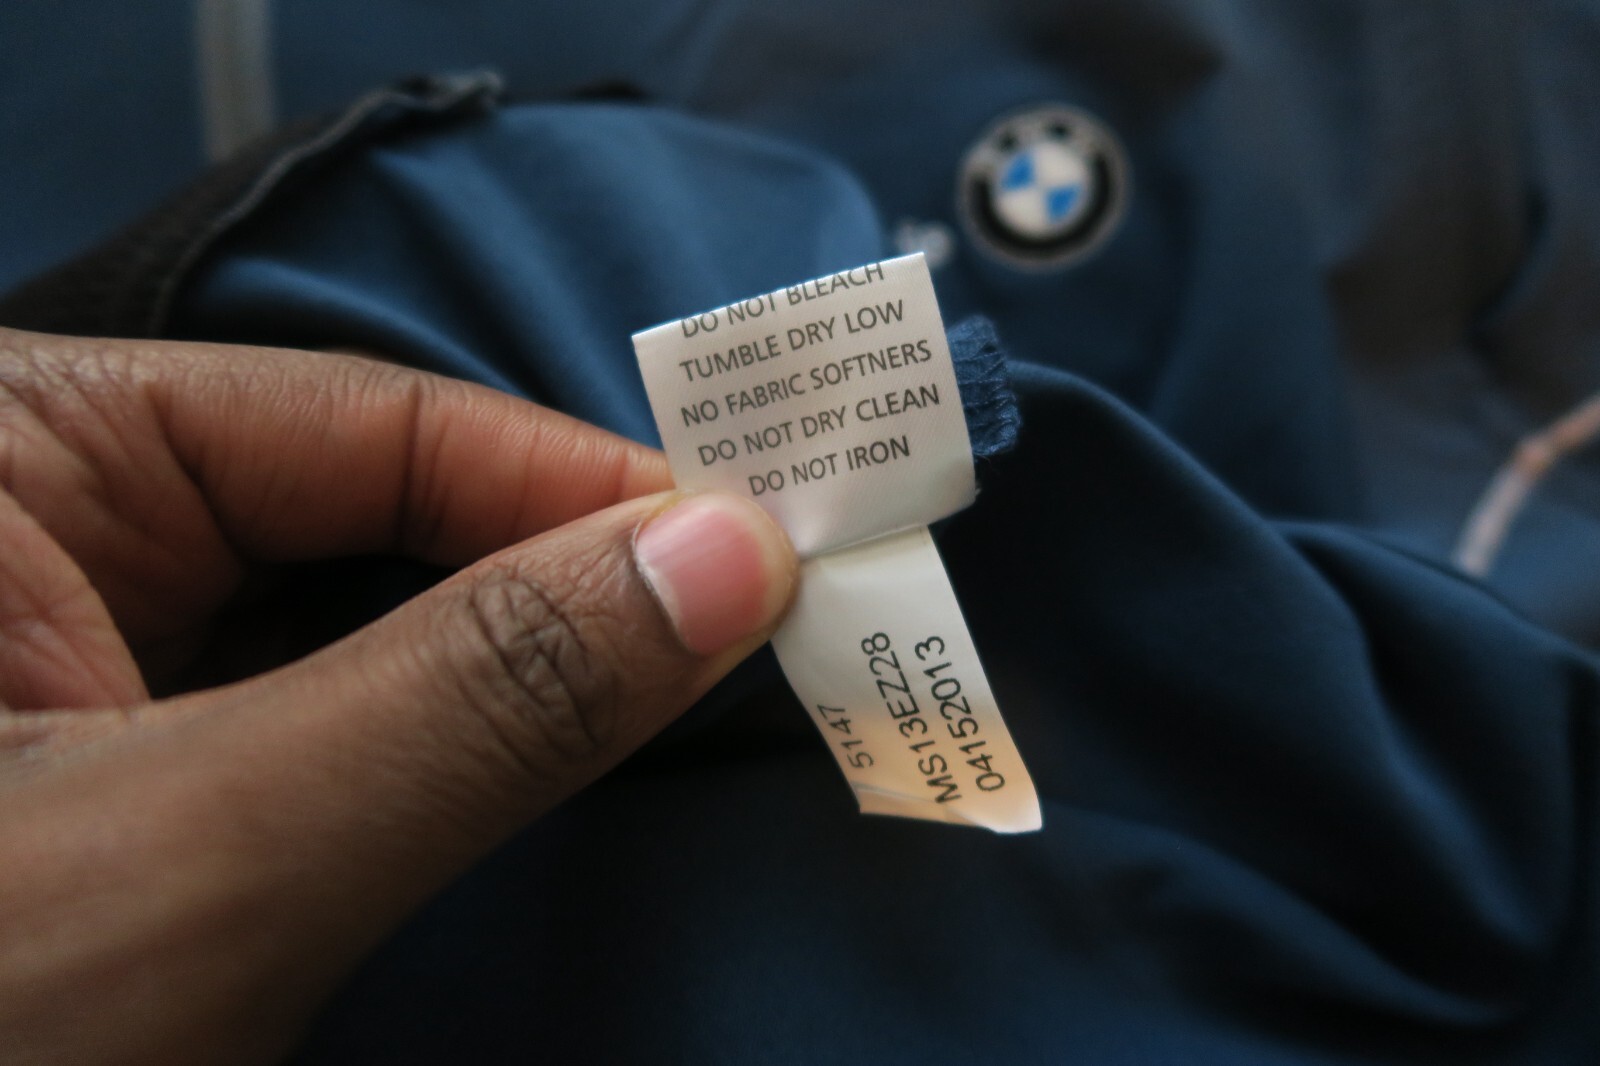 DO NOT BLEACH
TUMBLE DRY LOW
NO FABRIC SOFTNERS
DO NOT DRY CLEAN
DO NOT IRON
5147
MS13EZ28
04152013